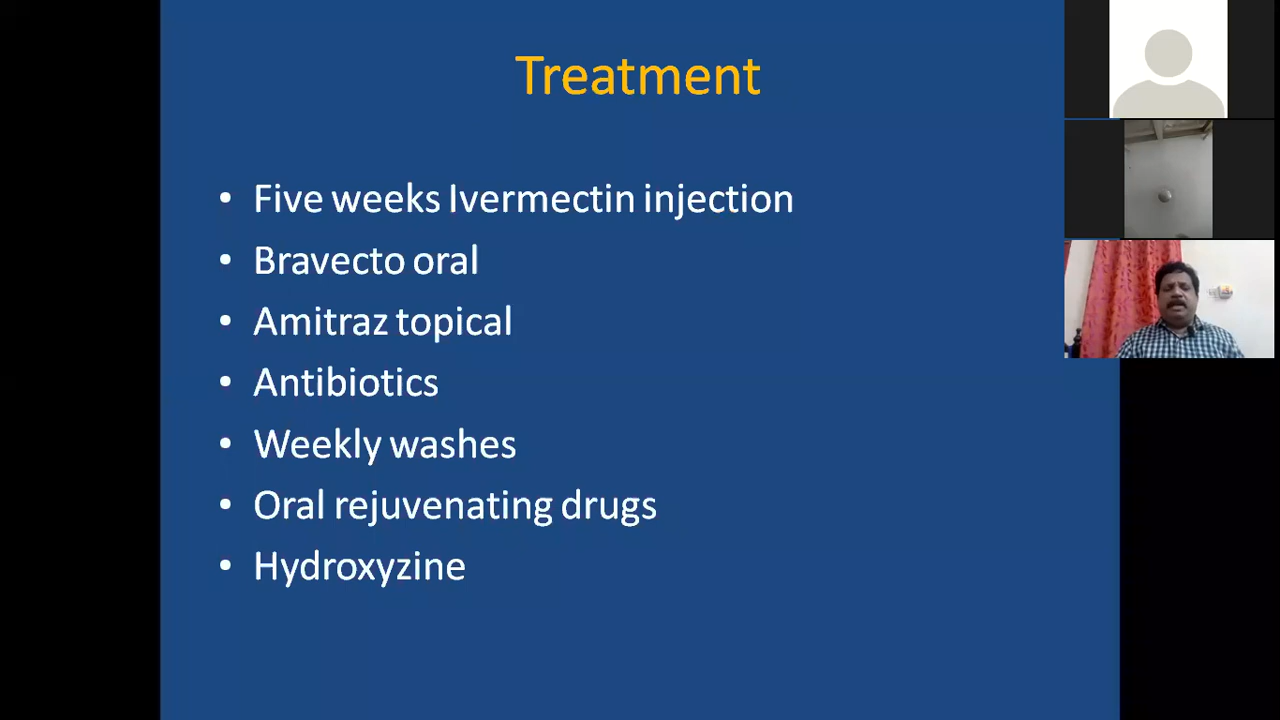 Treatment
• Five weeks Ivermectin injection
• Bravecto oral
• Amitraz topical
• Antibiotics
• Weekly washes
• Oral rejuvenating drugs
• Hydroxyzine